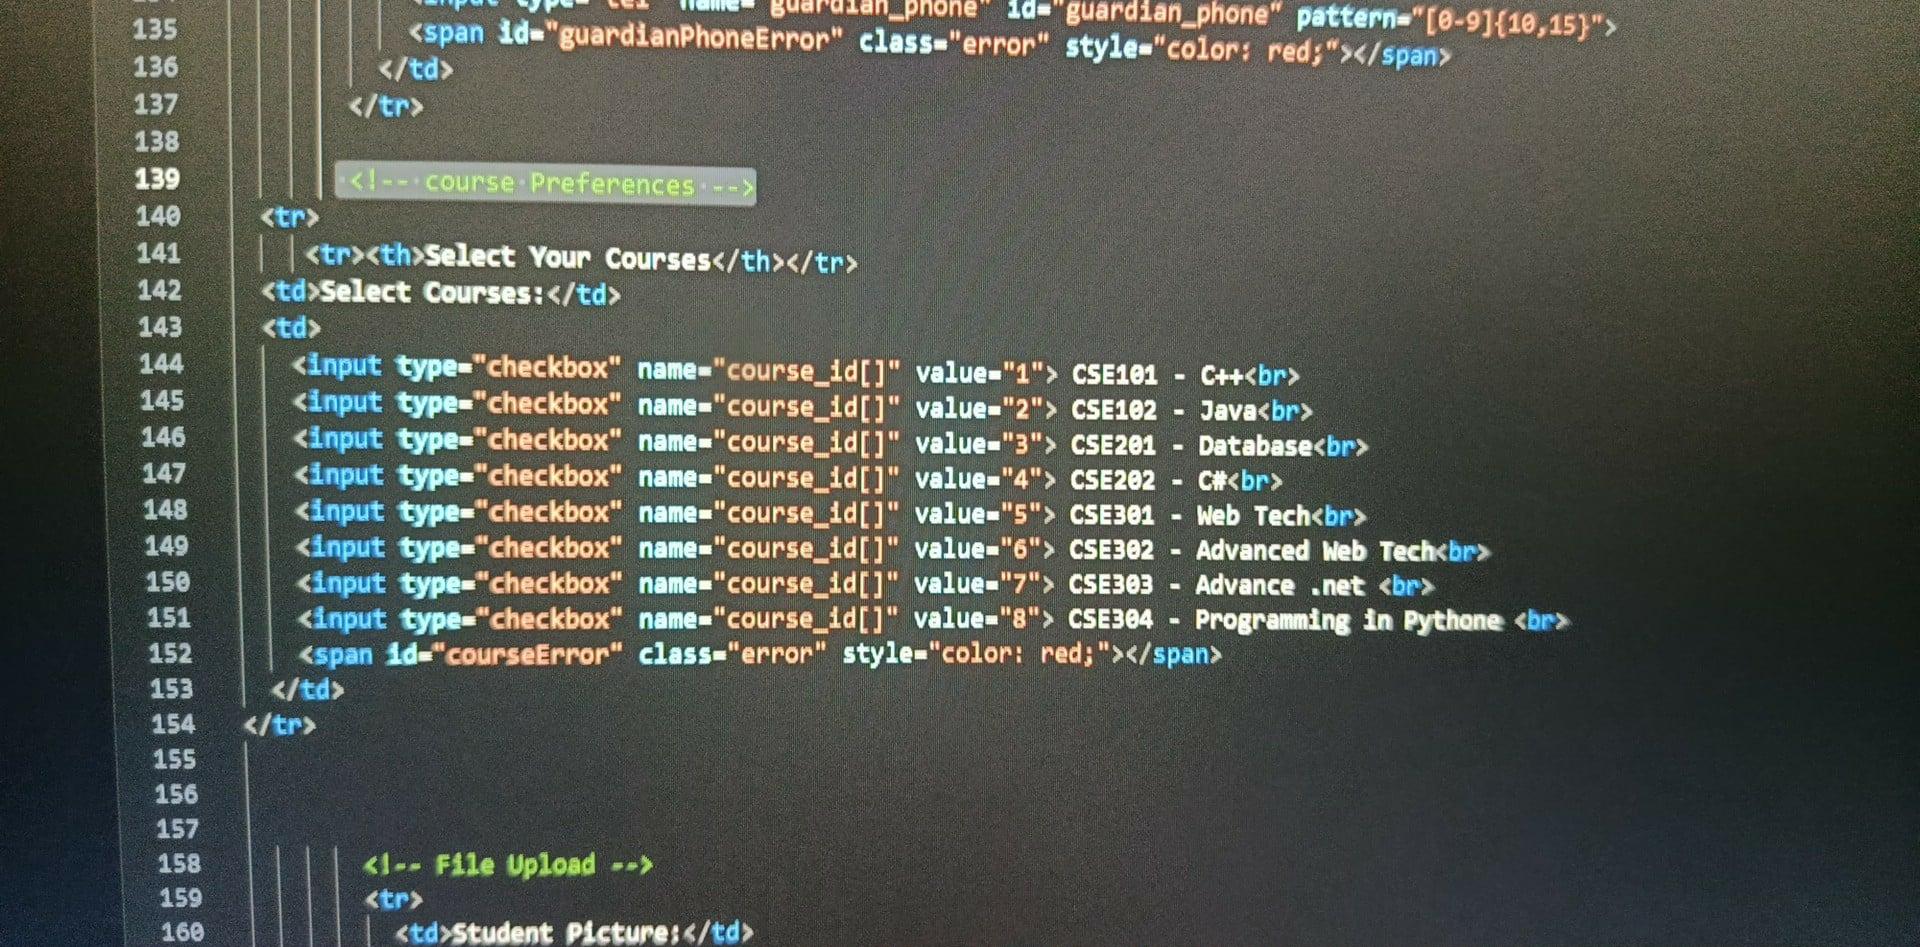 <input type="tel" name="guardian_phone" id="guardian_phone" pattern="[0-9]{10,15}">
135 <span id="guardianPhoneError" class="error" style="color: red;"></span>
136 </td>
137 </tr>
138
139 <!-- course Preferences -->
140 <tr>
141 <tr><th>Select Your Courses</th></tr>
142 <td>Select Courses:</td>
143 <td>
144 <input type="checkbox" name="course_id[]" value="1"> CSE101 - C++<br>
145 <input type="checkbox" name="course_id[]" value="2"> CSE102 - Java<br>
146 <input type="checkbox" name="course_id[]" value="3"> CSE201 - Database<br>
147 <input type="checkbox" name="course_id[]" value="4"> CSE202 - C#<br>
148 <input type="checkbox" name="course_id[]" value="5"> CSE301 - Web Tech<br>
149 <input type="checkbox" name="course_id[]" value="6"> CSE302 - Advanced Web Tech<br>
150 <input type="checkbox" name="course_id[]" value="7"> CSE303 - Advance .net <br>
151 <input type="checkbox" name="course_id[]" value="8"> CSE304 - Programming in Pythone <br>
152 <span id="courseError" class="error" style="color: red;"></span>
153 </td>
154 </tr>
155
156
157
158 <!-- File Upload -->
159 <tr>
160 <td>Student Picture:</td>